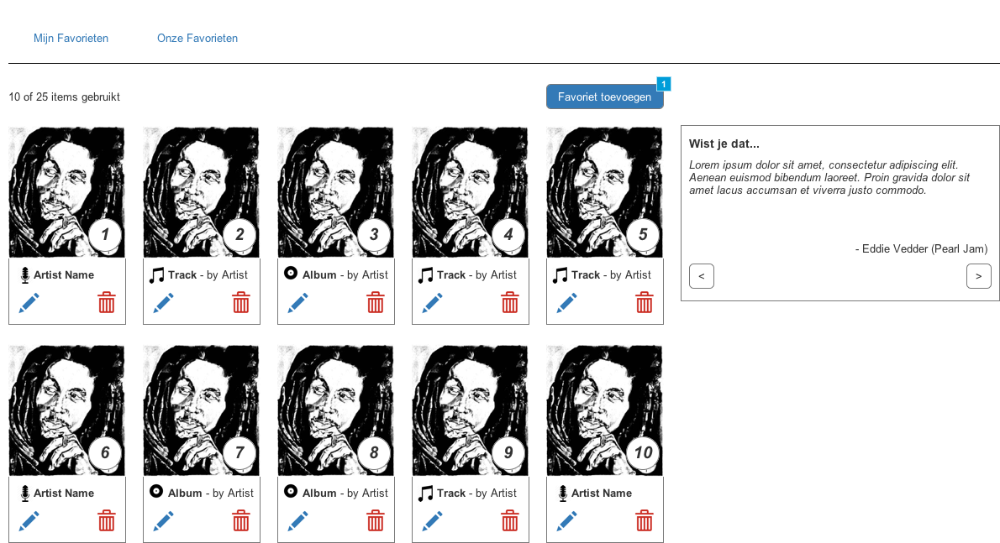 Mijn Favorieten Onze Favorieten
10 of 25 items gebruikt
Favoriet toevoegen
1
1 2 3 4 5
Artist Name
Track - by Artist
Album - by Artist
Track - by Artist
Track - by Artist
Wist je dat...
Lorem ipsum dolor sit amet, consectetur adipiscing elit.
Aenean euismod bibendum laoreet. Proin gravida dolor sit
amet lacus accumsan et viverra justo commodo.
- Eddie Vedder (Pearl Jam)
< >
6 7 8 9 10
Artist Name
Album - by Artist
Album - by Artist
Track - by Artist
Artist Name